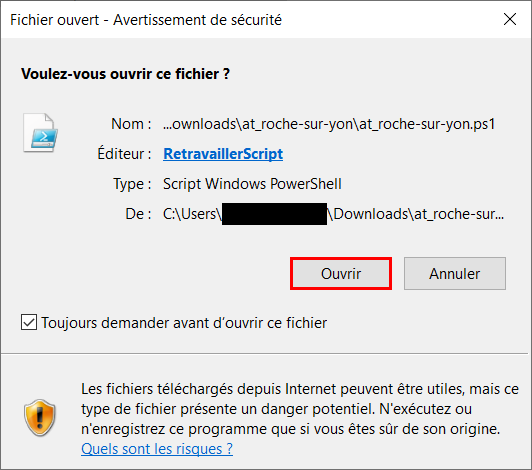 Fichier ouvert - Avertissement de sécurité
Voulez-vous ouvrir ce fichier ?
Nom : ...ownloads\at_roche-sur-yon\at_roche-sur-yon.ps1
Éditeur : RetravaillerScript
Type : Script Windows PowerShell
De : C:\Users\ \Downloads\at_roche-sur...
Ouvrir Annuler
Toujours demander avant d'ouvrir ce fichier
Les fichiers téléchargés depuis Internet peuvent être utiles, mais ce
type de fichier présente un danger potentiel. N'exécutez ou
n'enregistrez ce programme que si vous êtes sûr de son origine.
Quels sont les risques ?